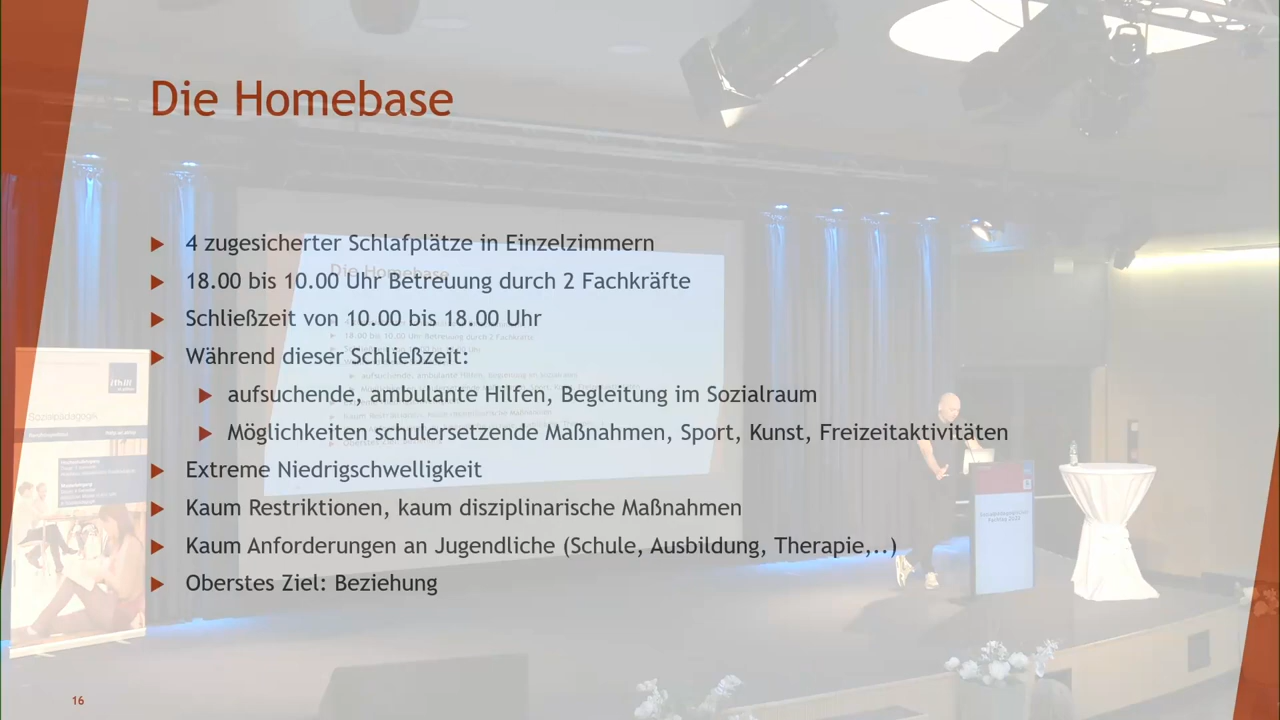 Die Homebase
4 zugesicherter Schlafplätze in Einzelzimmern
18.00 bis 10.00 Uhr Betreuung durch 2 Fachkräfte
Schließzeit von 10.00 bis 18.00 Uhr
Während dieser Schließzeit:
aufsuchende, ambulante Hilfen, Begleitung im Sozialraum
Möglichkeiten schulersetzende Maßnahmen, Sport, Kunst, Freizeitaktivitäten
Extreme Niedrigschwelligkeit
Kaum Restriktionen, kaum disziplinarische Maßnahmen
Kaum Anforderungen an Jugendliche (Schule, Ausbildung, Therapie,..)
Oberstes Ziel: Beziehung
16
Die Homebase
Sozialpädagogik